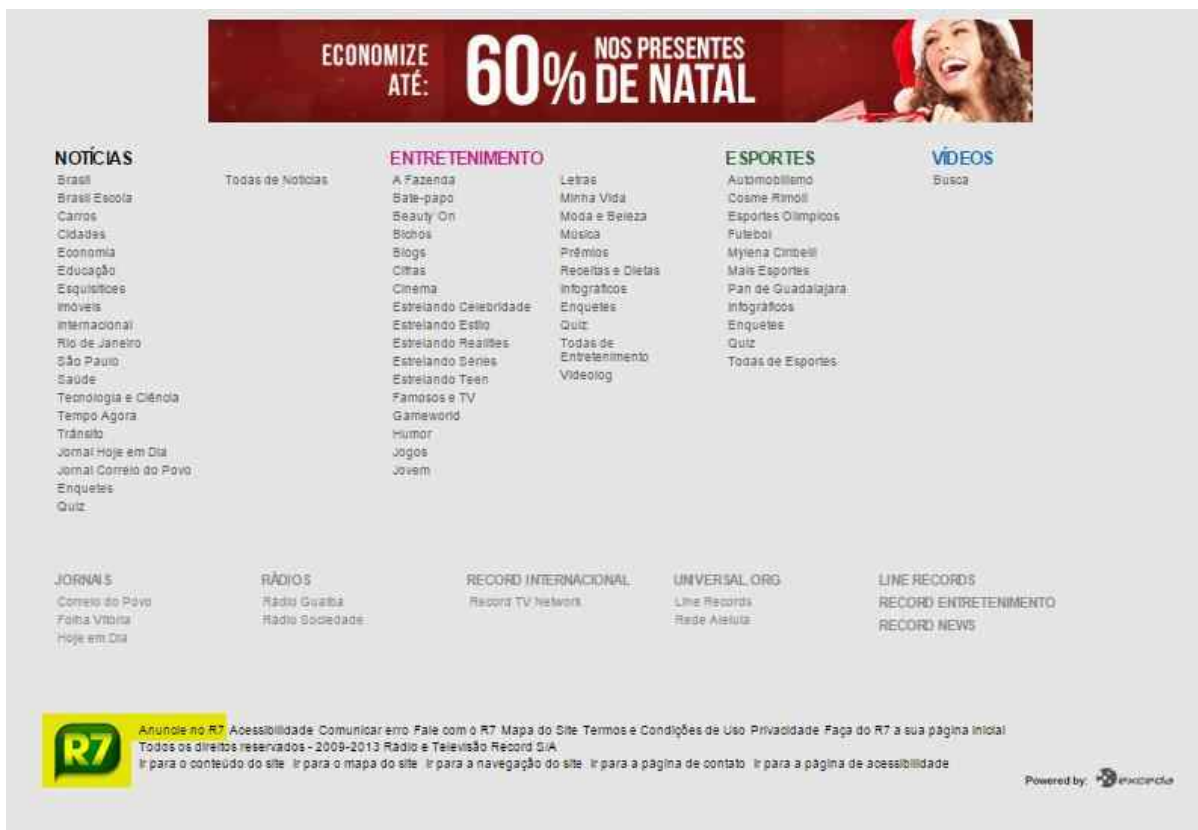 ECONOMIZE
ATÉ:
60%
NOS PRESENTES
DE NATAL
NOTÍCIAS
Brasil
Brasil Escola
Carros
Cidades
Economia
Educação
Esquisitices
Imóveis
Internacional
Rio de Janeiro
São Paulo
Saúde
Tecnologia e Ciência
Tempo Agora
Trânsito
Jornal Hoje em Dia
Jornal Correio do Povo
Enquetes
Quiz
Todas de Notícias
ENTRETENIMENTO
A Fazenda
Bate-papo
Beauty On
Bichos
Blogs
Cifras
Cinema
Estrelando Celebridade
Estrelando Estilo
Estrelando Realities
Estrelando Series
Estrelando Teen
Famosos e TV
Gameworld
Humor
Jogos
Jovem
Letras
Minha Vida
Moda e Beleza
Música
Prêmios
Receitas e Dietas
Infográficos
Enquetes
Quiz
Todas de
Entretenimento
Videolog
ESPORTES
Automobilismo
Cosme Rímoli
Esportes Olímpicos
Futebol
Mylena Ciribelli
Mais Esportes
Pan de Guadalajara
Infográficos
Enquetes
Quiz
Todas de Esportes
VÍDEOS
Busca
JORNAIS
Correio do Povo
Folha Vitória
Hoje em Dia
RÁDIOS
Rádio Guaíba
Rádio Sociedade
RECORD INTERNACIONAL
Record TV Network
UNIVERSAL.ORG
Line Records
Rede Aleluia
LINE RECORDS
RECORD ENTRETENIMENTO
RECORD NEWS
R7
Anuncie no R7 Acessibilidade Comunicar erro Fale com o R7 Mapa do Site Termos e Condições de Uso Privacidade Faça do R7 a sua página inicial
Todos os direitos reservados - 2009-2013 Rádio e Televisão Record S/A
Ir para o conteúdo do site Ir para o mapa do site Ir para a navegação do site Ir para a página de contato Ir para a página de acessibilidade
Powered by: exceda